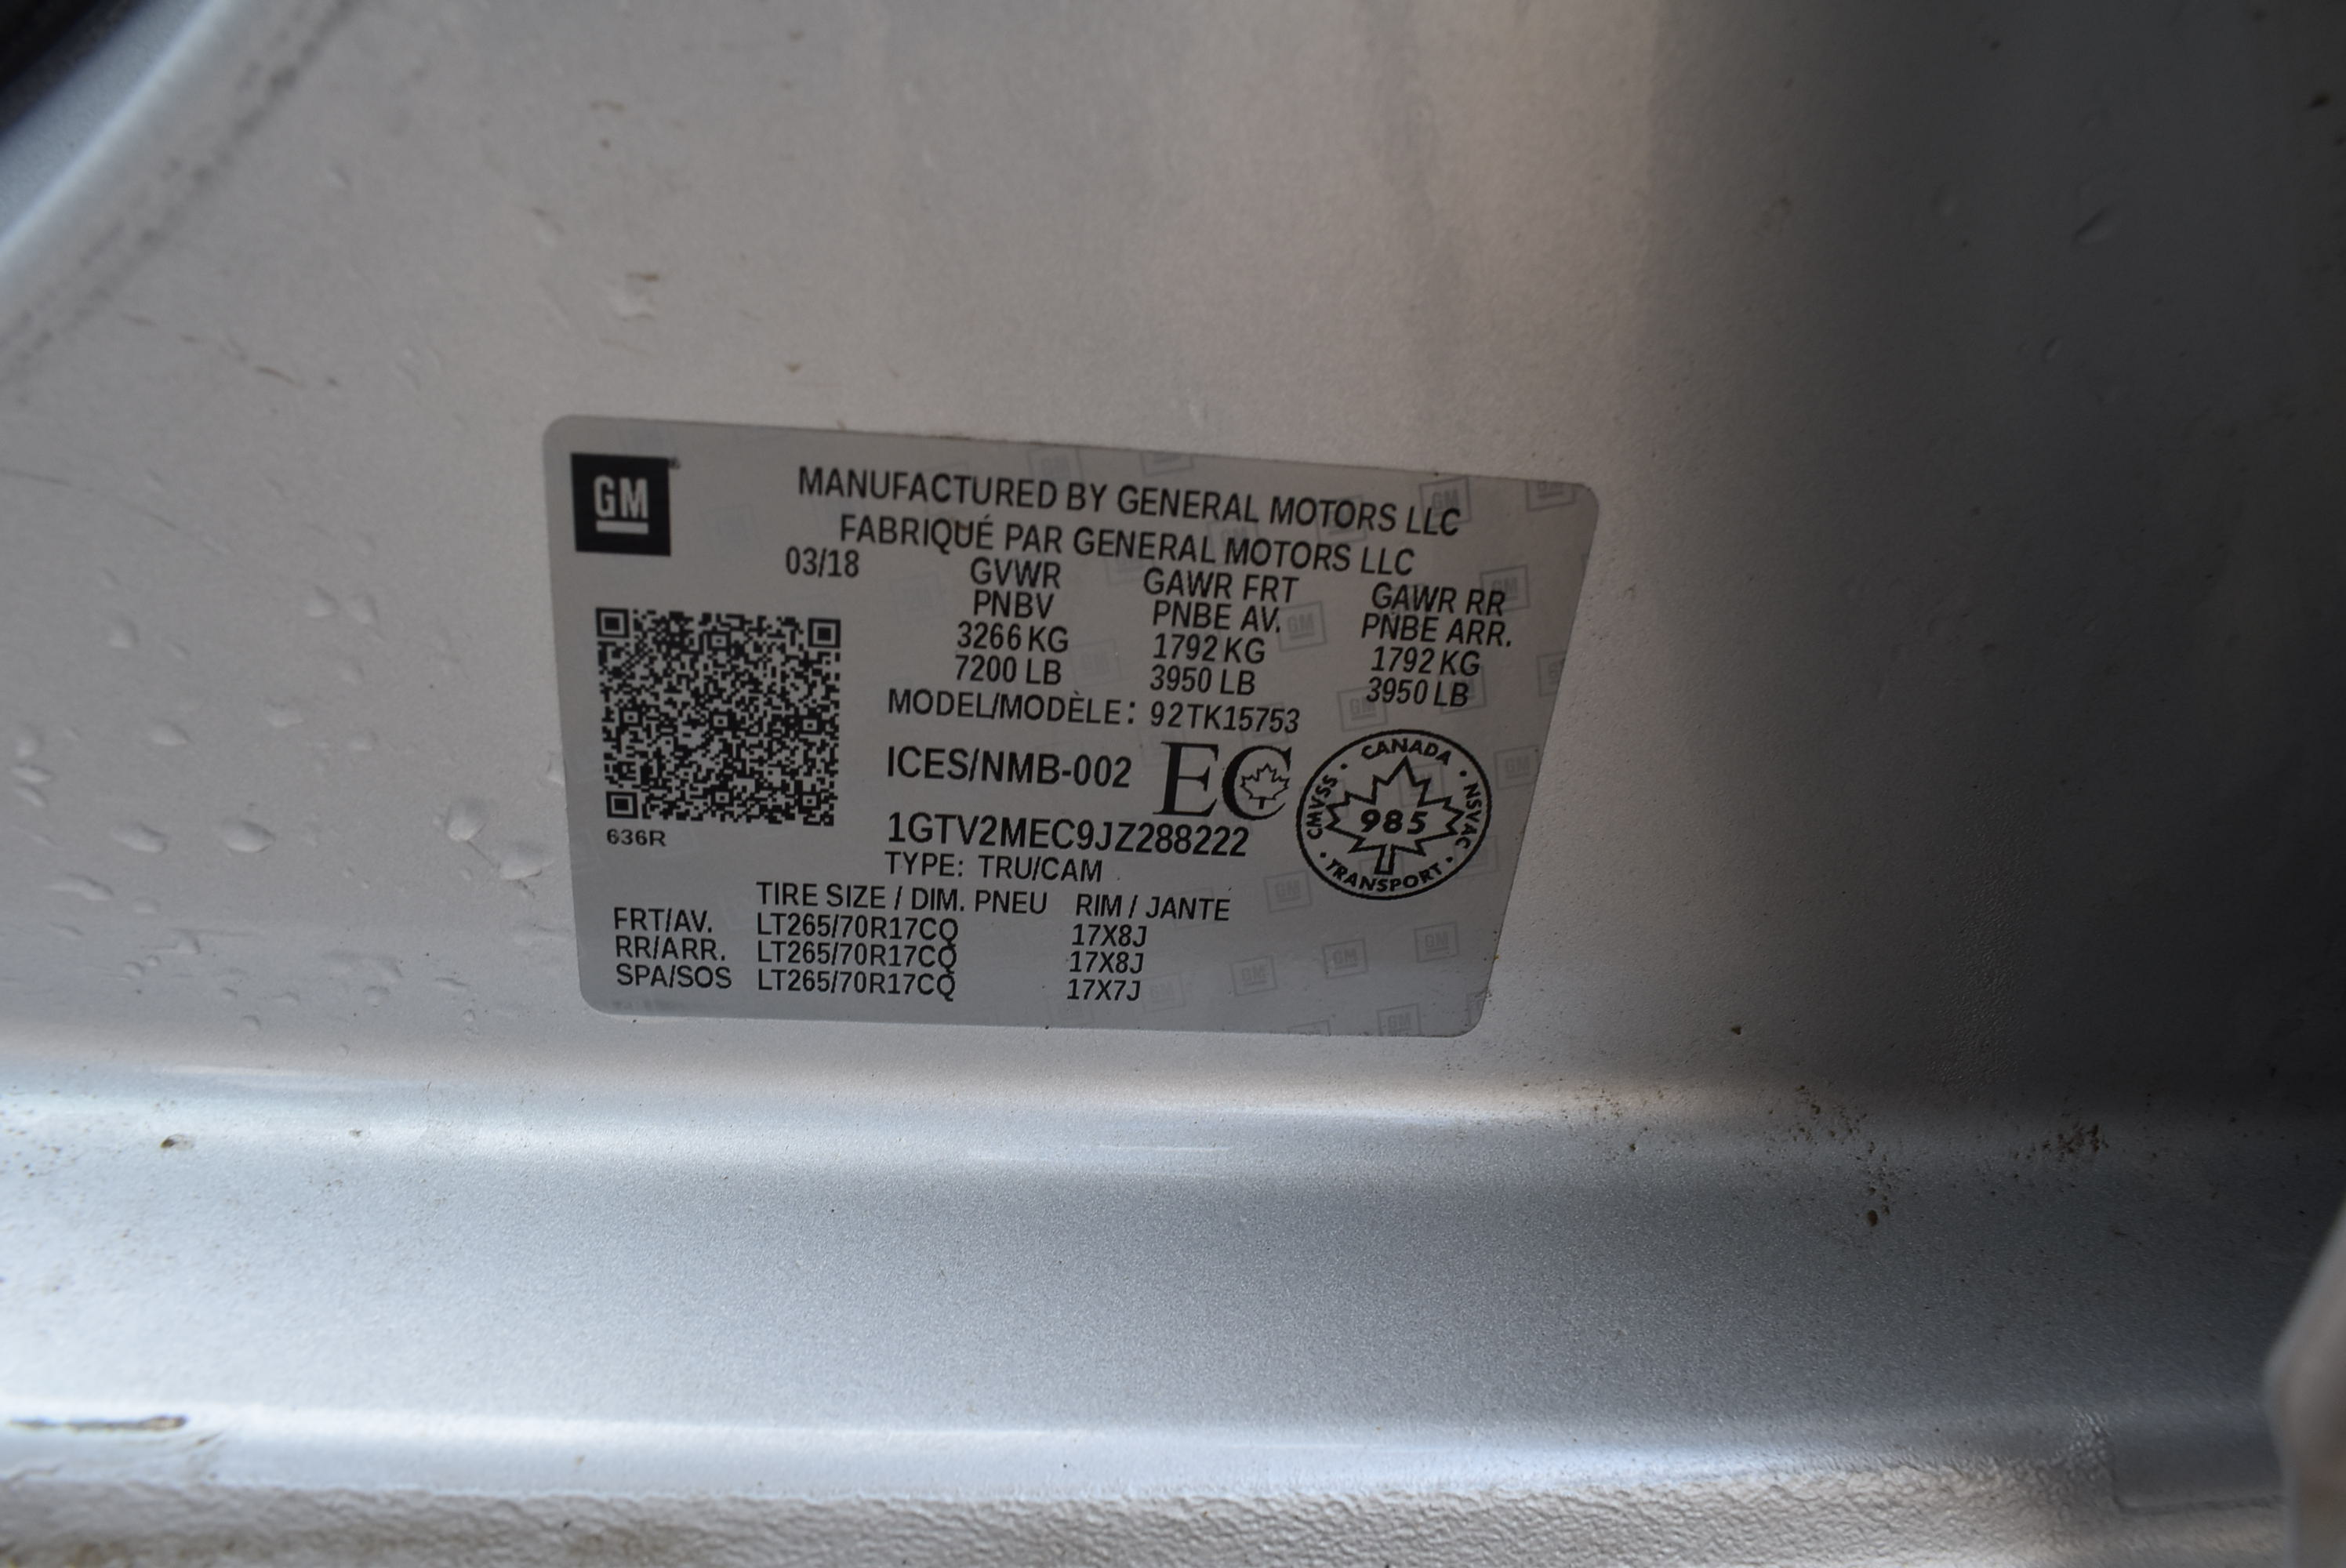 GM
MANUFACTURED BY GENERAL MOTORS LLC
FABRIQUÉ PAR GENERAL MOTORS LLC
03/18 GVWR GAWR FRT GAWR RR
PNBV PNBE AV. PNBE ARR.
3266 KG 1792 KG 1792 KG
7200 LB 3950 LB 3950 LB
MODEL/MODÈLE: 92TK15753
ICES/NMB-002 EC
CANADA
CMVSS 985 NSVAC
TRANSPORT
636R
1GTV2MEC9JZ288222
TYPE: TRU/CAM
TIRE SIZE / DIM. PNEU RIM / JANTE
FRT/AV. LT265/70R17CQ 17X8J
RR/ARR. LT265/70R17CQ 17X8J
SPA/SOS LT265/70R17CQ 17X7J